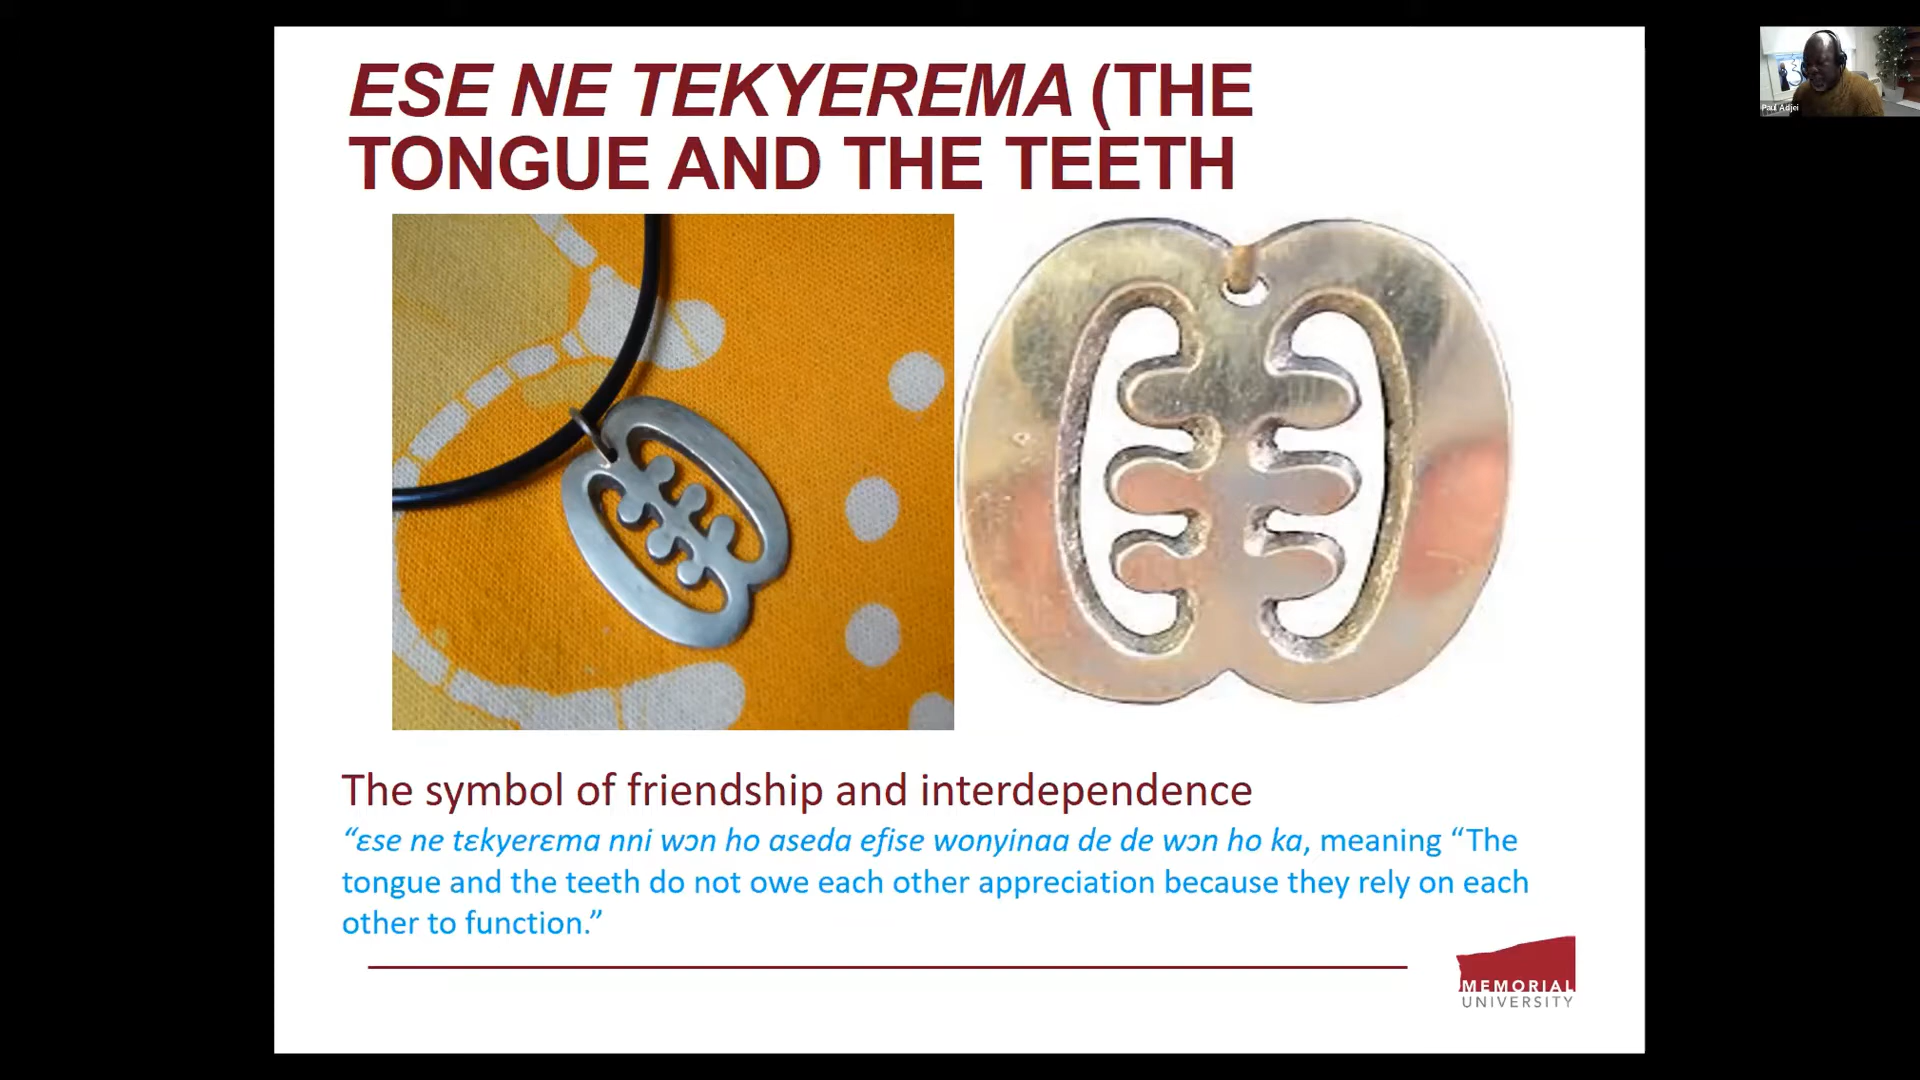 ESE NE TEKYEREMA (THE
TONGUE AND THE TEETH
Paul Adjei
The symbol of friendship and interdependence
“ɛse ne tɛkyerɛma nni wɔn ho aseda efise wonyinaa de de wɔn ho ka, meaning “The
tongue and the teeth do not owe each other appreciation because they rely on each
other to function.”
MEMORIAL
UNIVERSITY